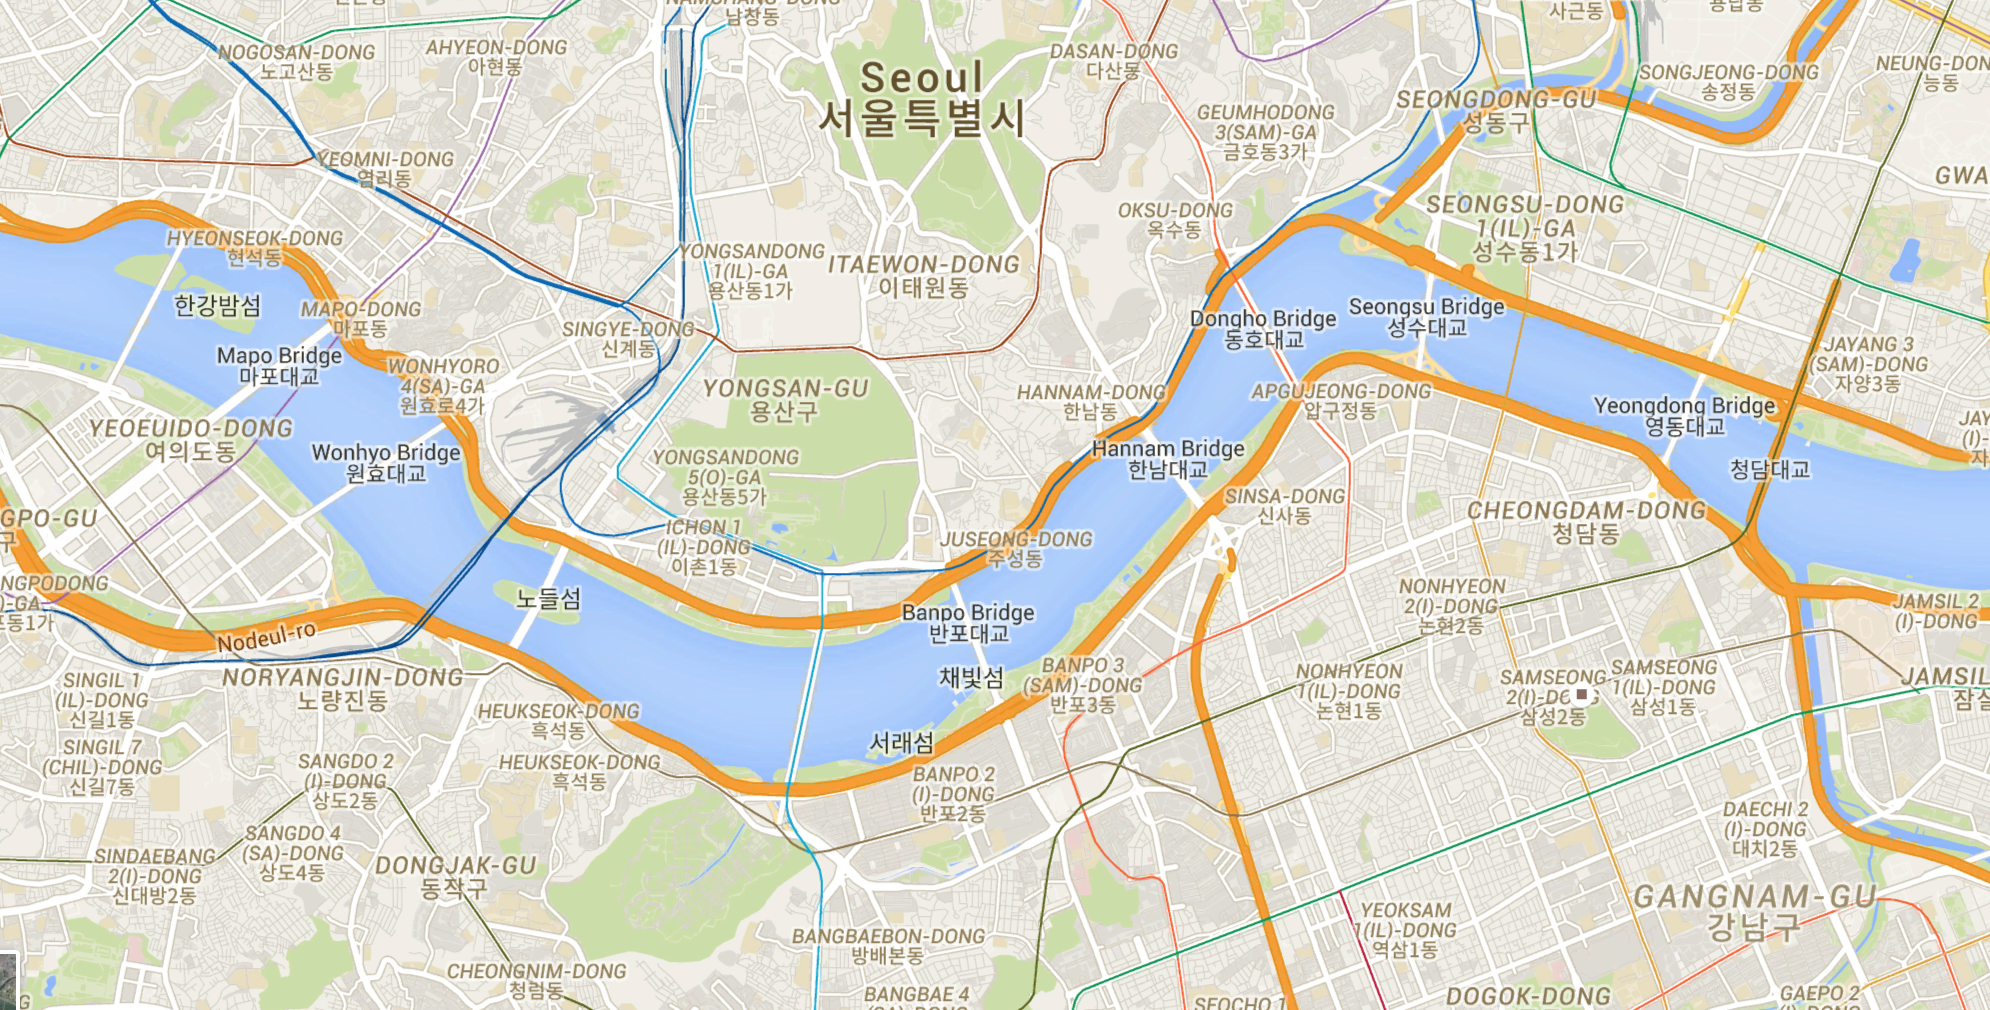 남창동
NOGOSAN-DONG
노고산동
AHYEON-DONG
아현동
Seoul
서울특별시
DASAN-DONG
다산동
사근동
용답동
SONGJEONG-DONG
송정동
NEUNG-DON
능동
SEONGDONG-GU
성동구
GEUMHODONG
3(SAM)-GA
금호동3가
YEOMNI-DONG
염리동
GWA
OKSU-DONG
옥수동
SEONGSU-DONG
1(IL)-GA
성수동1가
HYEONSEOK-DONG
현석동
YONGSANDONG
1(IL)-GA
용산동1가
ITAEWON-DONG
이태원동
한강밤섬
MAPO-DONG
마포동
SINGYE-DONG
신계동
Dongho Bridge
동호대교
Seongsu Bridge
성수대교
Mapo Bridge
마포대교
WONHYORO
4(SA)-GA
원효로4가
JAYANG 3
(SAM)-DONG
자양3동
YONGSAN-GU
용산구
HANNAM-DONG
한남동
APGUJEONG-DONG
압구정동
Yeongdong Bridge
영동대교
JAY
(I)-
자
YEOEUIDO-DONG
여의도동
Wonhyo Bridge
원효대교
YONGSANDONG
5(O)-GA
용산동5가
Hannam Bridge
한남대교
청담대교
SINSA-DONG
신사동
CHEONGDAM-DONG
청담동
GPO-GU
구
ICHON 1
(IL)-DONG
이촌1동
JUSEONG-DONG
주성동
NGPODONG
)-GA
포동1가
노들섬
Banpo Bridge
반포대교
NONHYEON
2(I)-DONG
논현2동
JAMSIL 2
(I)-DONG
Nodeul-ro
NORYANGJIN-DONG
노량진동
채빛섬
BANPO 3
(SAM)-DONG
반포3동
NONHYEON
1(IL)-DONG
논현1동
SAMSEONG
2(I)-DONG
삼성2동
SAMSEONG
1(IL)-DONG
삼성1동
JAMSIL
잠실
SINGIL 1
(IL)-DONG
신길1동
HEUKSEOK-DONG
흑석동
서래섬
SINGIL 7
(CHIL)-DONG
신길7동
SANGDO 2
(I)-DONG
상도2동
HEUKSEOK-DONG
흑석동
BANPO 2
(I)-DONG
반포2동
DAECHI 2
(I)-DONG
대치2동
SANGDO 4
(SA)-DONG
상도4동
SINDAEBANG
2(I)-DONG
신대방2동
DONGJAK-GU
동작구
GANGNAM-GU
강남구
YEOKSAM
1(IL)-DONG
역삼1동
BANGBAEBON-DONG
방배본동
CHEONGNIM-DONG
청림동
BANGBAE 4
SEOCHO 1
DOGOK-DONG
GAEPO 2
G